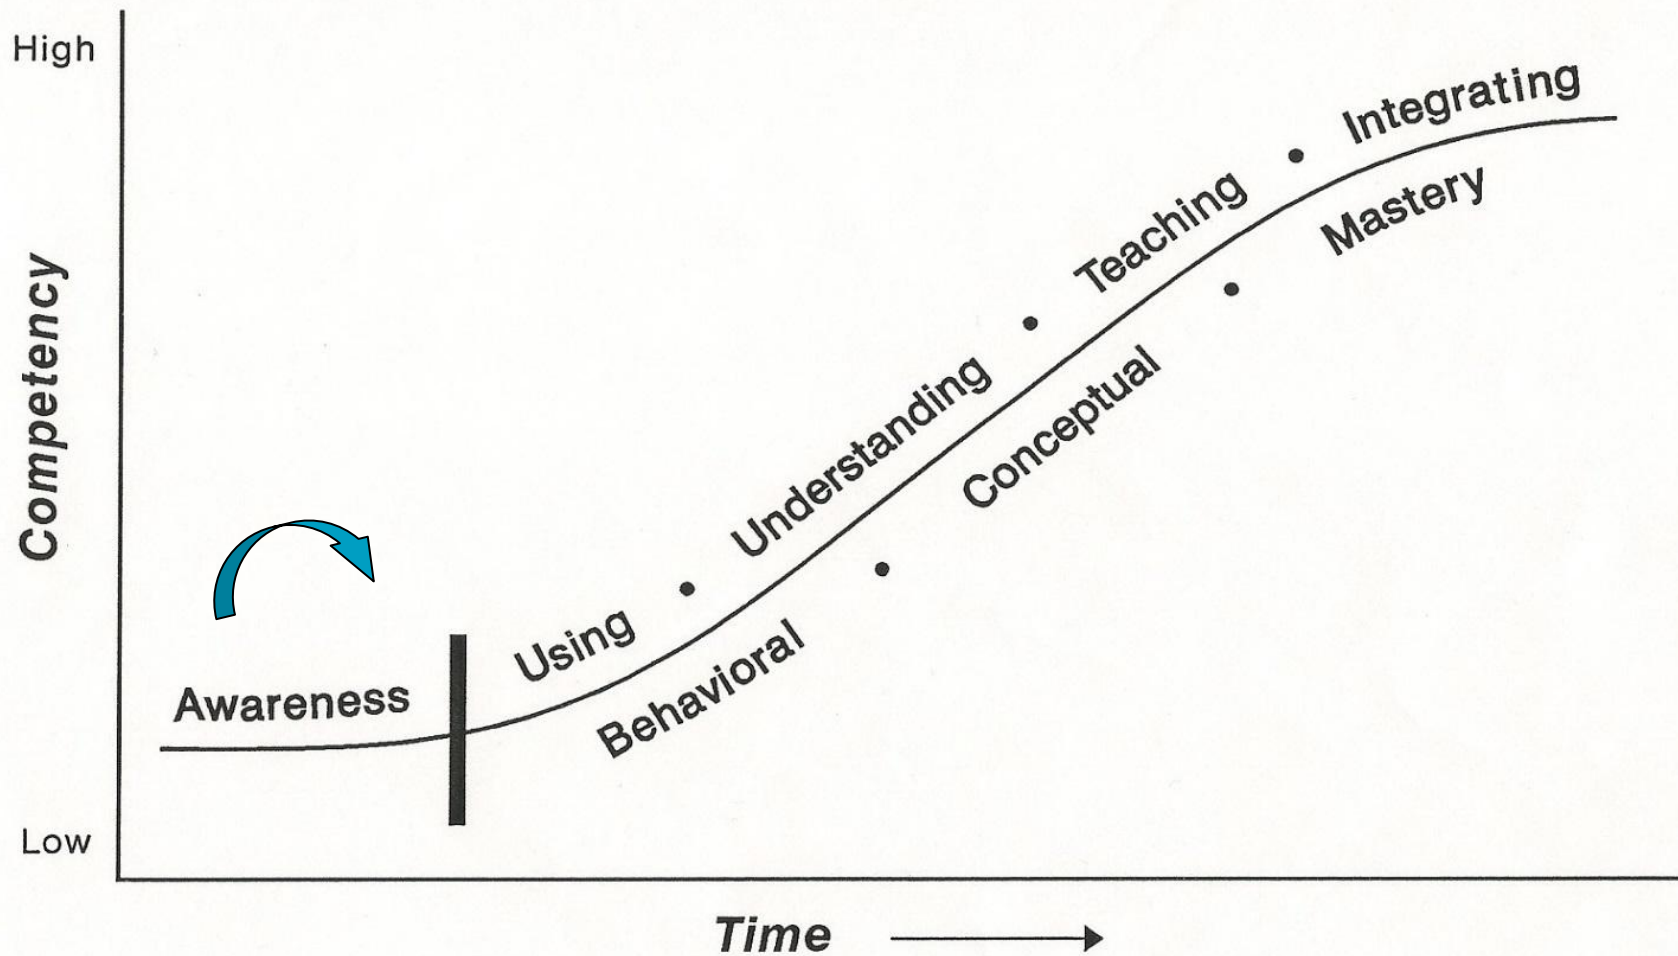 High
Integrating
Mastery
Teaching
Conceptual
Understanding
Competency
Using
Behavioral
Awareness
Low
Time